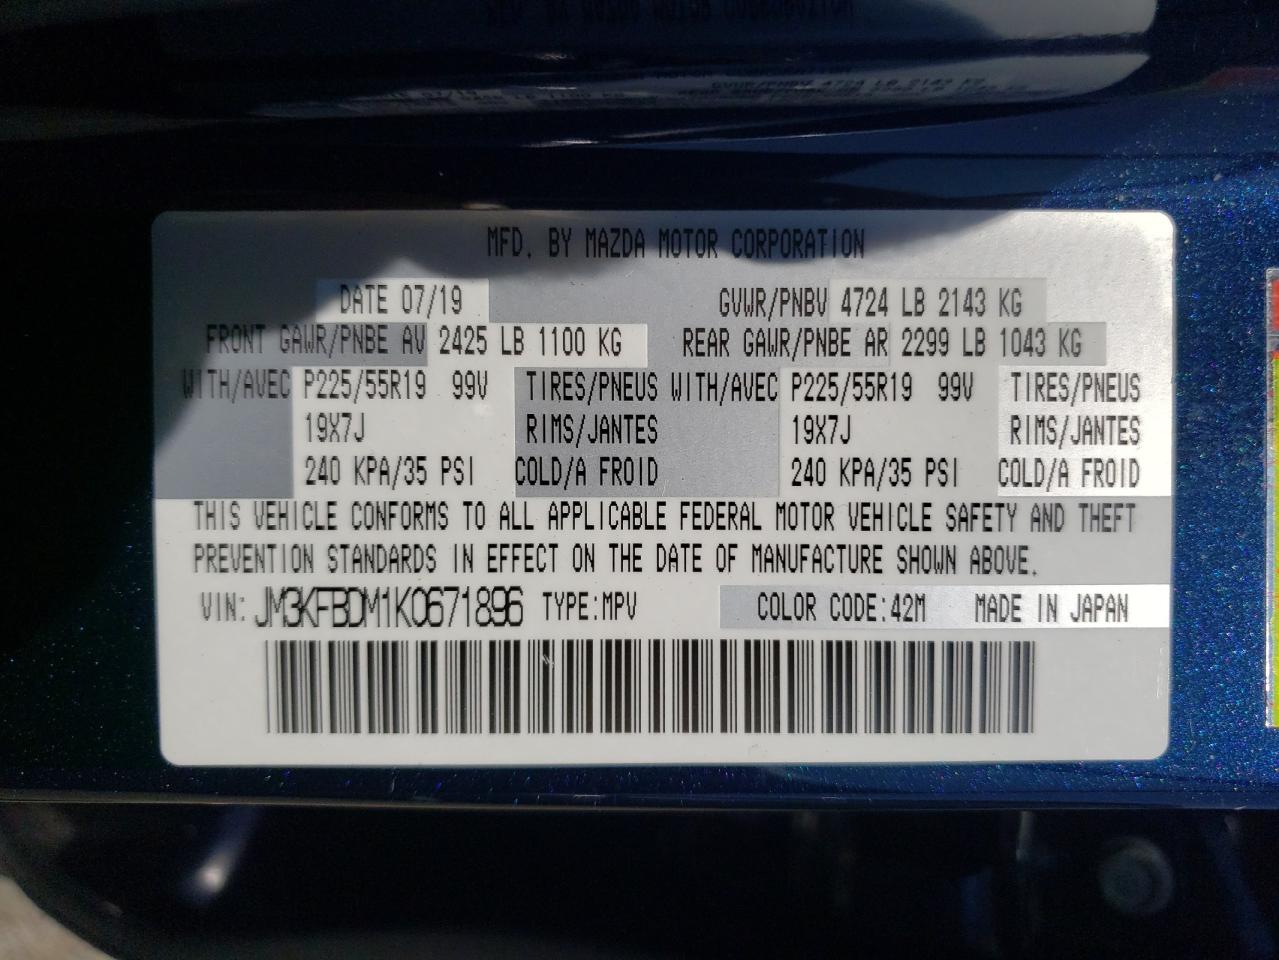 MFD. BY MAZDA MOTOR CORPORATION
DATE 07/19 GVWR/PNBV 4724 LB 2143 KG
FRONT GAWR/PNBE AV 2425 LB 1100 KG REAR GAWR/PNBE AR 2299 LB 1043 KG
WITH/AVEC P225/55R19 99V TIRES/PNEUS WITH/AVEC P225/55R19 99V TIRES/PNEUS
19X7J RIMS/JANTES 19X7J RIMS/JANTES
240 KPA/35 PSI COLD/A FROID 240 KPA/35 PSI COLD/A FROID
THIS VEHICLE CONFORMS TO ALL APPLICABLE FEDERAL MOTOR VEHICLE SAFETY AND THEFT
PREVENTION STANDARDS IN EFFECT ON THE DATE OF MANUFACTURE SHOWN ABOVE.
VIN: JM3KFBDM1K0671896 TYPE:MPV COLOR CODE:42M MADE IN JAPAN